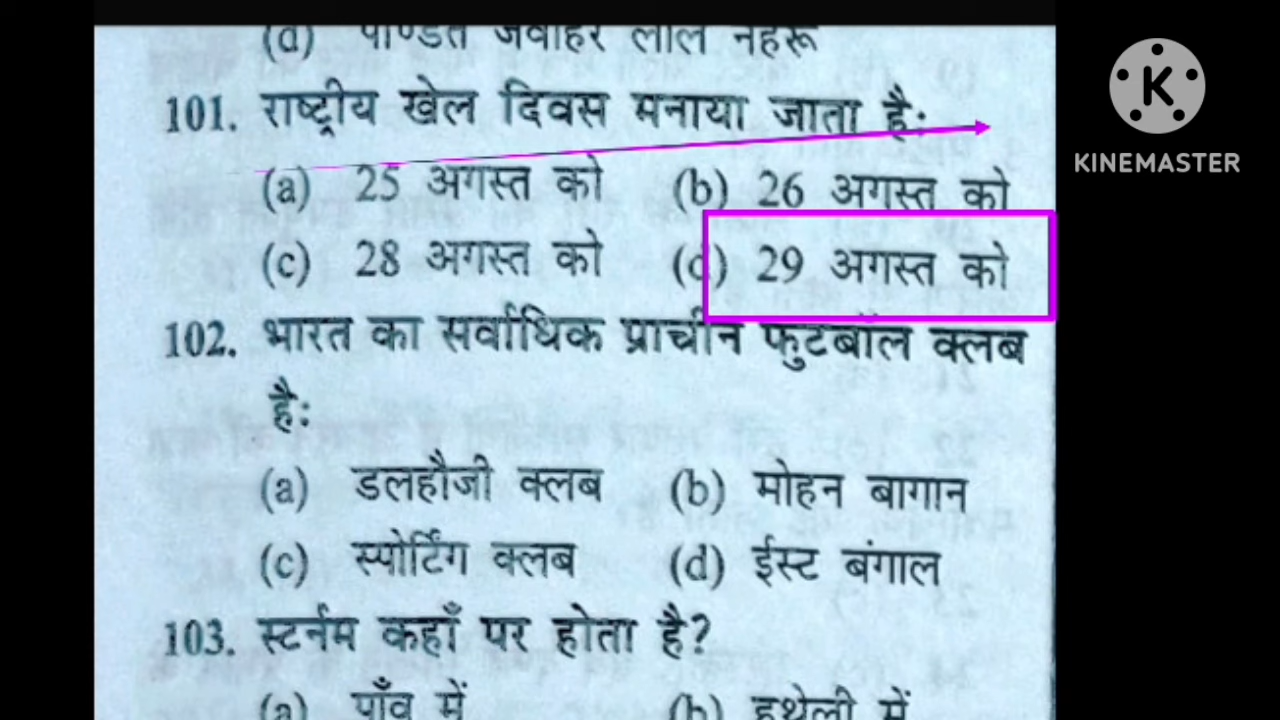 (d) पण्डित जवाहर लाल नेहरू
101. राष्ट्रीय खेल दिवस मनाया जाता है:
(a) 25 अगस्त को (b) 26 अगस्त को
(c) 28 अगस्त को (d) 29 अगस्त को
102. भारत का सर्वाधिक प्राचीन फुटबॉल क्लब
है:
(a) डलहौजी क्लब (b) मोहन बागान
(c) स्पोर्टिंग क्लब (d) ईस्ट बंगाल
103. स्टर्नम कहाँ पर होता है?
(a) पाँव में (b) हथेली में
K
KINEMASTER